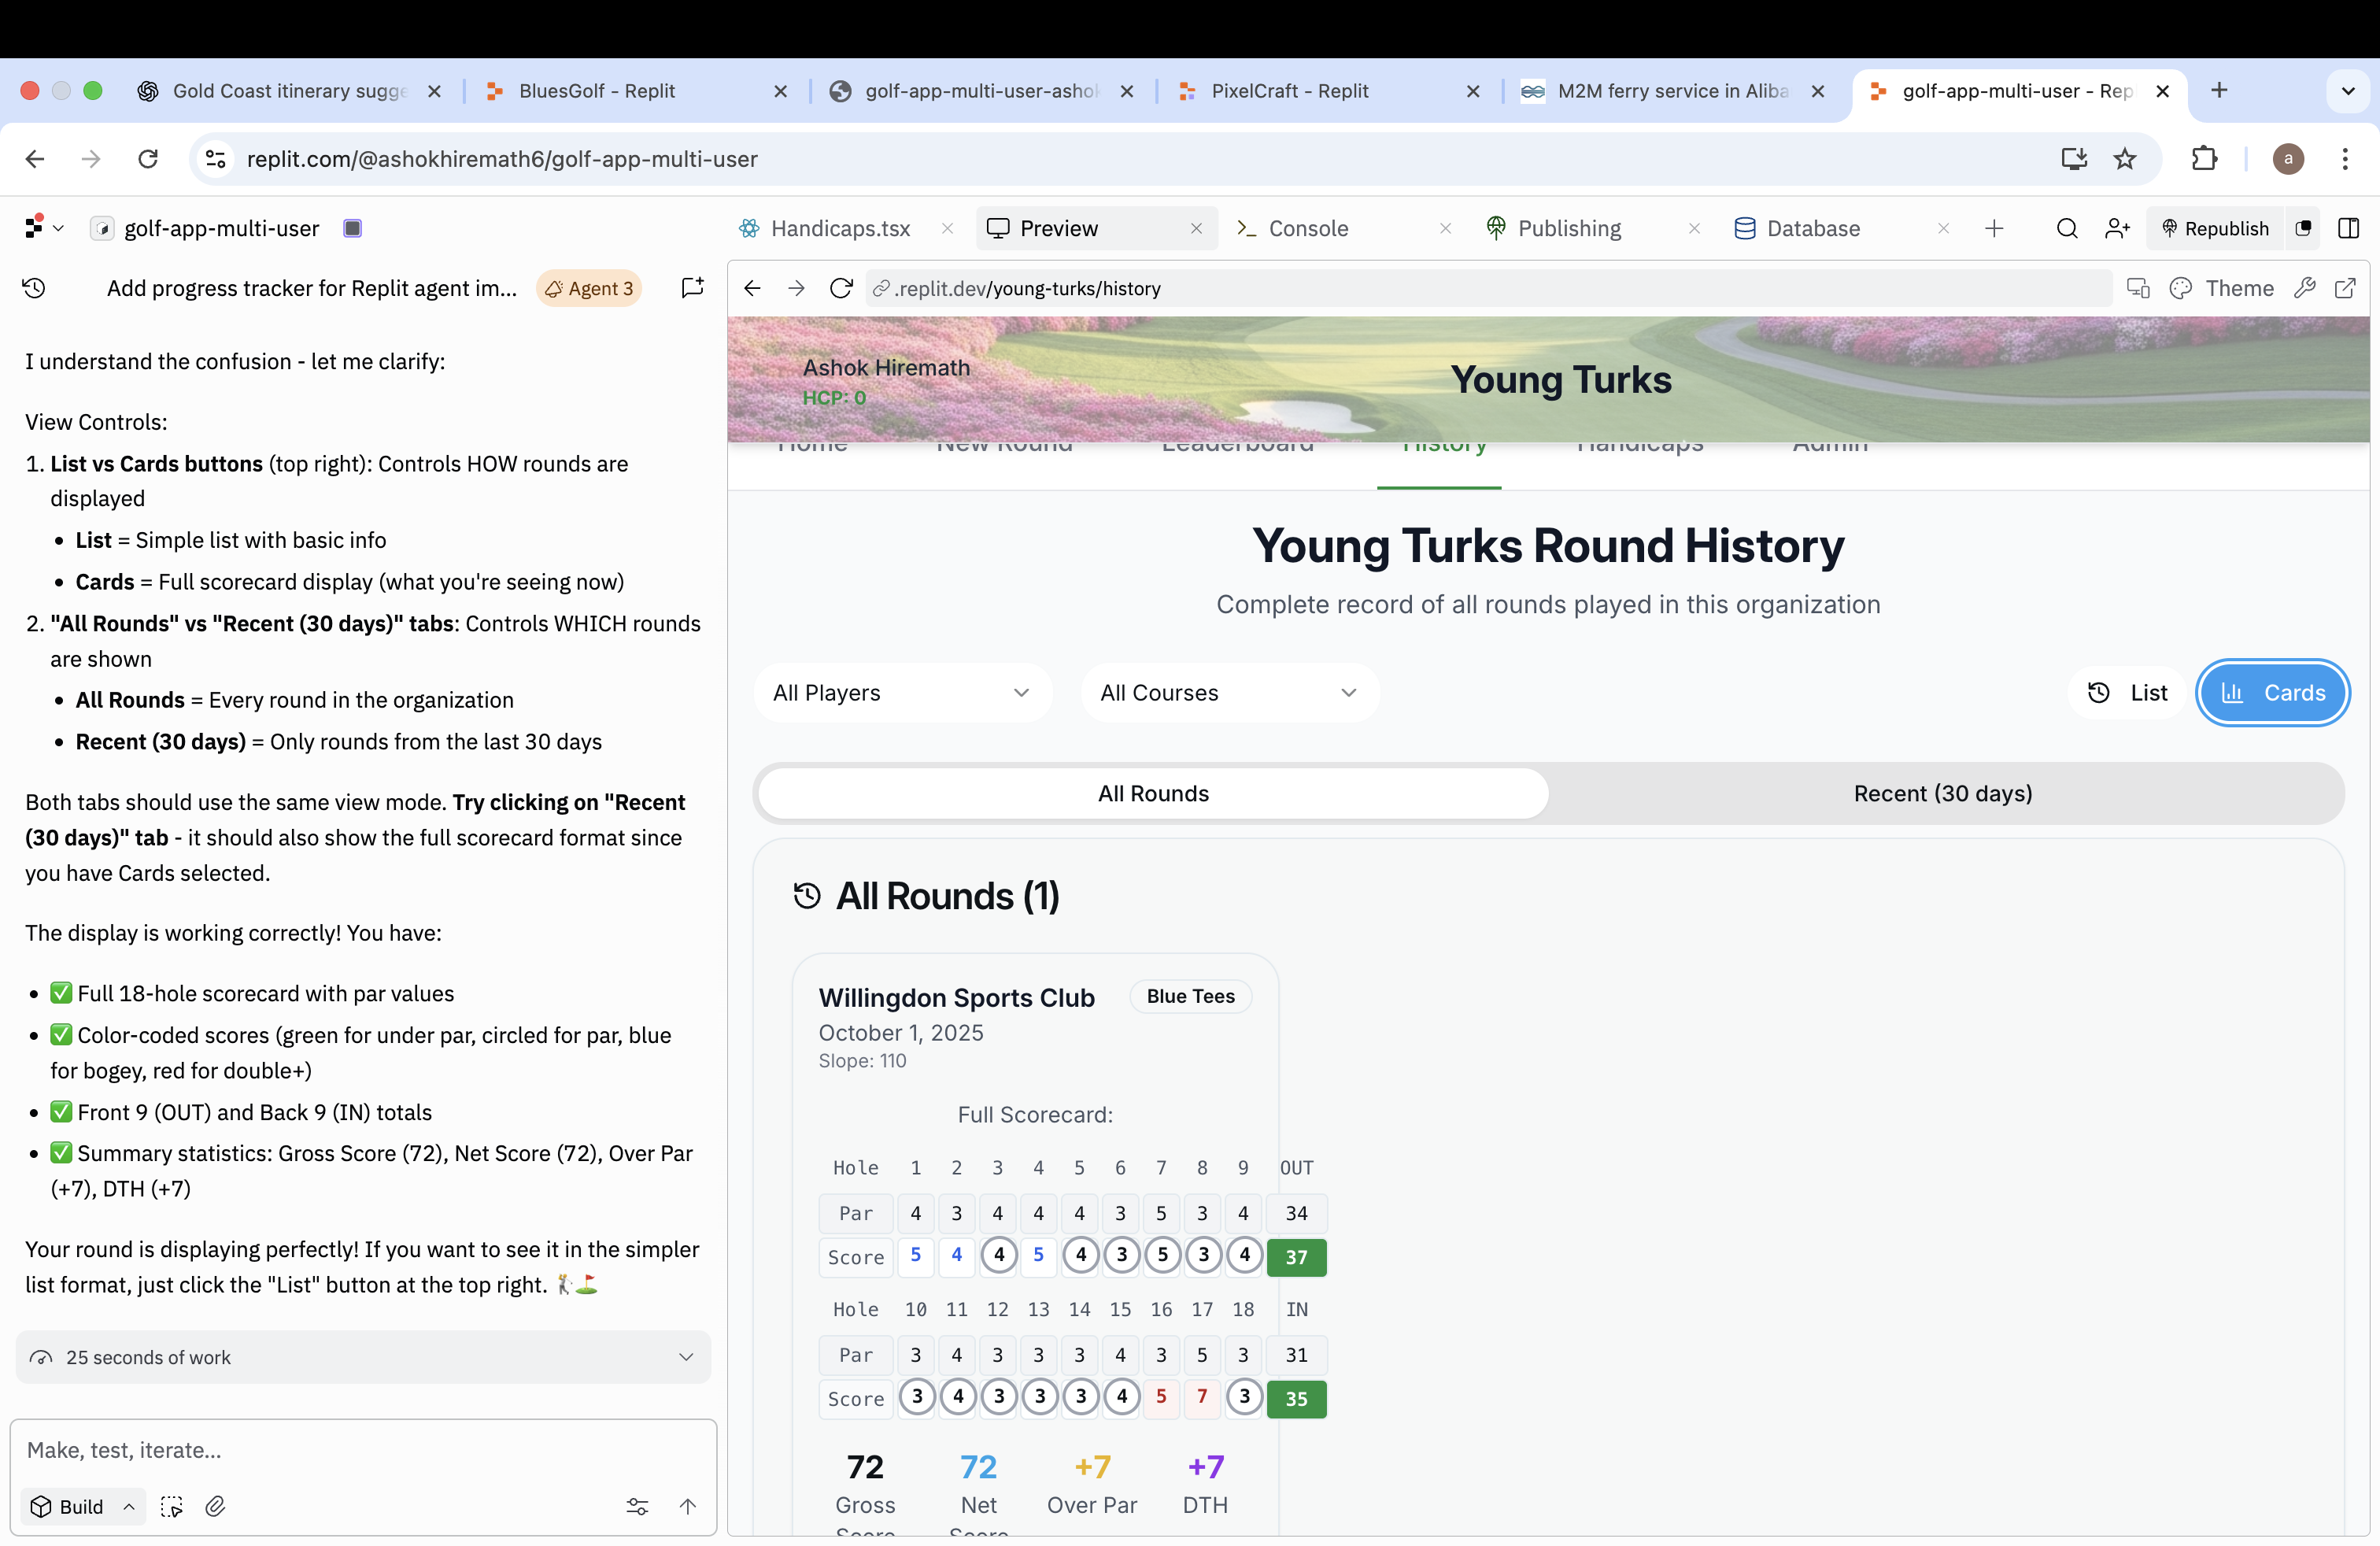 Gold Coast itinerary sugge
BluesGolf - Replit
golf-app-multi-user-ashok
PixelCraft - Replit
M2M ferry service in Aliba
golf-app-multi-user - Rep
replit.com/@ashokhiremath6/golf-app-multi-user
a
golf-app-multi-user
Handicaps.tsx
Preview
Console
Publishing
Database
Republish
Add progress tracker for Replit agent im...
Agent 3
.replit.dev/young-turks/history
Theme
I understand the confusion - let me clarify:
View Controls:
1. List vs Cards buttons (top right): Controls HOW rounds are
displayed
• List = Simple list with basic info
• Cards = Full scorecard display (what you're seeing now)
2. "All Rounds" vs "Recent (30 days)" tabs: Controls WHICH rounds
are shown
• All Rounds = Every round in the organization
• Recent (30 days) = Only rounds from the last 30 days
Both tabs should use the same view mode. Try clicking on "Recent
(30 days)" tab - it should also show the full scorecard format since
you have Cards selected.
The display is working correctly! You have:
• ✅ Full 18-hole scorecard with par values
• ✅ Color-coded scores (green for under par, circled for par, blue
for bogey, red for double+)
• ✅ Front 9 (OUT) and Back 9 (IN) totals
• ✅ Summary statistics: Gross Score (72), Net Score (72), Over Par
(+7), DTH (+7)
Your round is displaying perfectly! If you want to see it in the simpler
list format, just click the "List" button at the top right. 🏌️⛳
25 seconds of work
Make, test, iterate...
Build
Ashok Hiremath
HCP: 0
Young Turks
Home New Round Leaderboard History Handicaps Admin
Young Turks Round History
Complete record of all rounds played in this organization
All Players
All Courses
List
Cards
All Rounds
Recent (30 days)
All Rounds (1)
Willingdon Sports Club
Blue Tees
October 1, 2025
Slope: 110
Full Scorecard:
Hole 1 2 3 4 5 6 7 8 9 OUT
Par 4 3 4 4 4 3 5 3 4 34
Score 5 4 4 5 4 3 5 3 4 37
Hole 10 11 12 13 14 15 16 17 18 IN
Par 3 4 3 3 3 4 3 5 3 31
Score 3 4 3 3 3 4 5 7 3 35
72 72 +7 +7
Gross Net Over Par DTH
Score Score